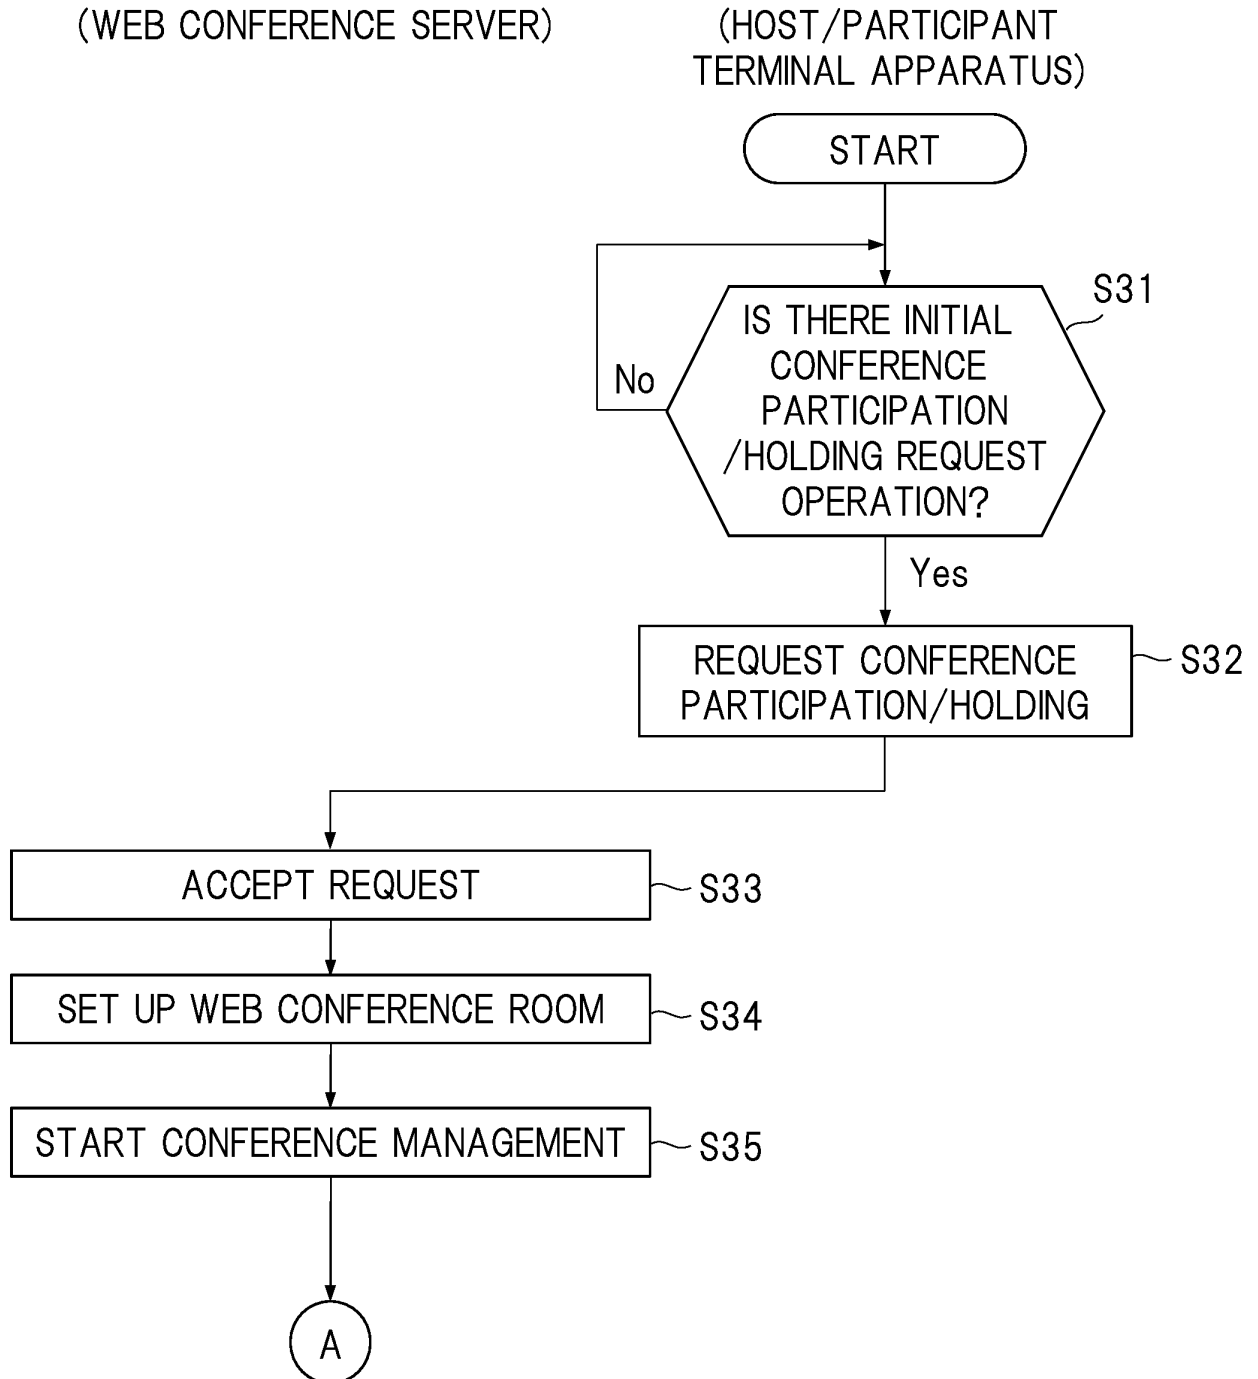 (WEB CONFERENCE SERVER)
(HOST/PARTICIPANT
TERMINAL APPARATUS)
START
S31
IS THERE INITIAL
CONFERENCE
PARTICIPATION
/HOLDING REQUEST
OPERATION?
No
Yes
REQUEST CONFERENCE
PARTICIPATION/HOLDING
S32
ACCEPT REQUEST
S33
SET UP WEB CONFERENCE ROOM
S34
START CONFERENCE MANAGEMENT
S35
A